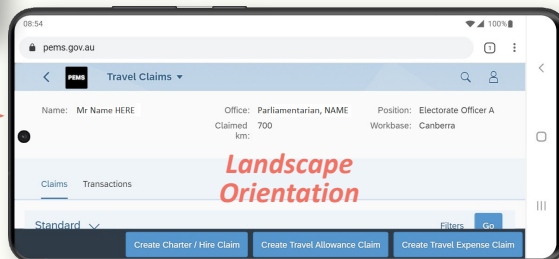 08:54 100%
pems.gov.au 1
PEMS Travel Claims
Name: Mr Name HERE Office: Parliamentarian, NAME Position: Electorate Officer A
Claimed km: 700 Workbase: Canberra
Landscape
Orientation
Claims Transactions
Standard Filters Go
Create Charter / Hire Claim Create Travel Allowance Claim Create Travel Expense Claim